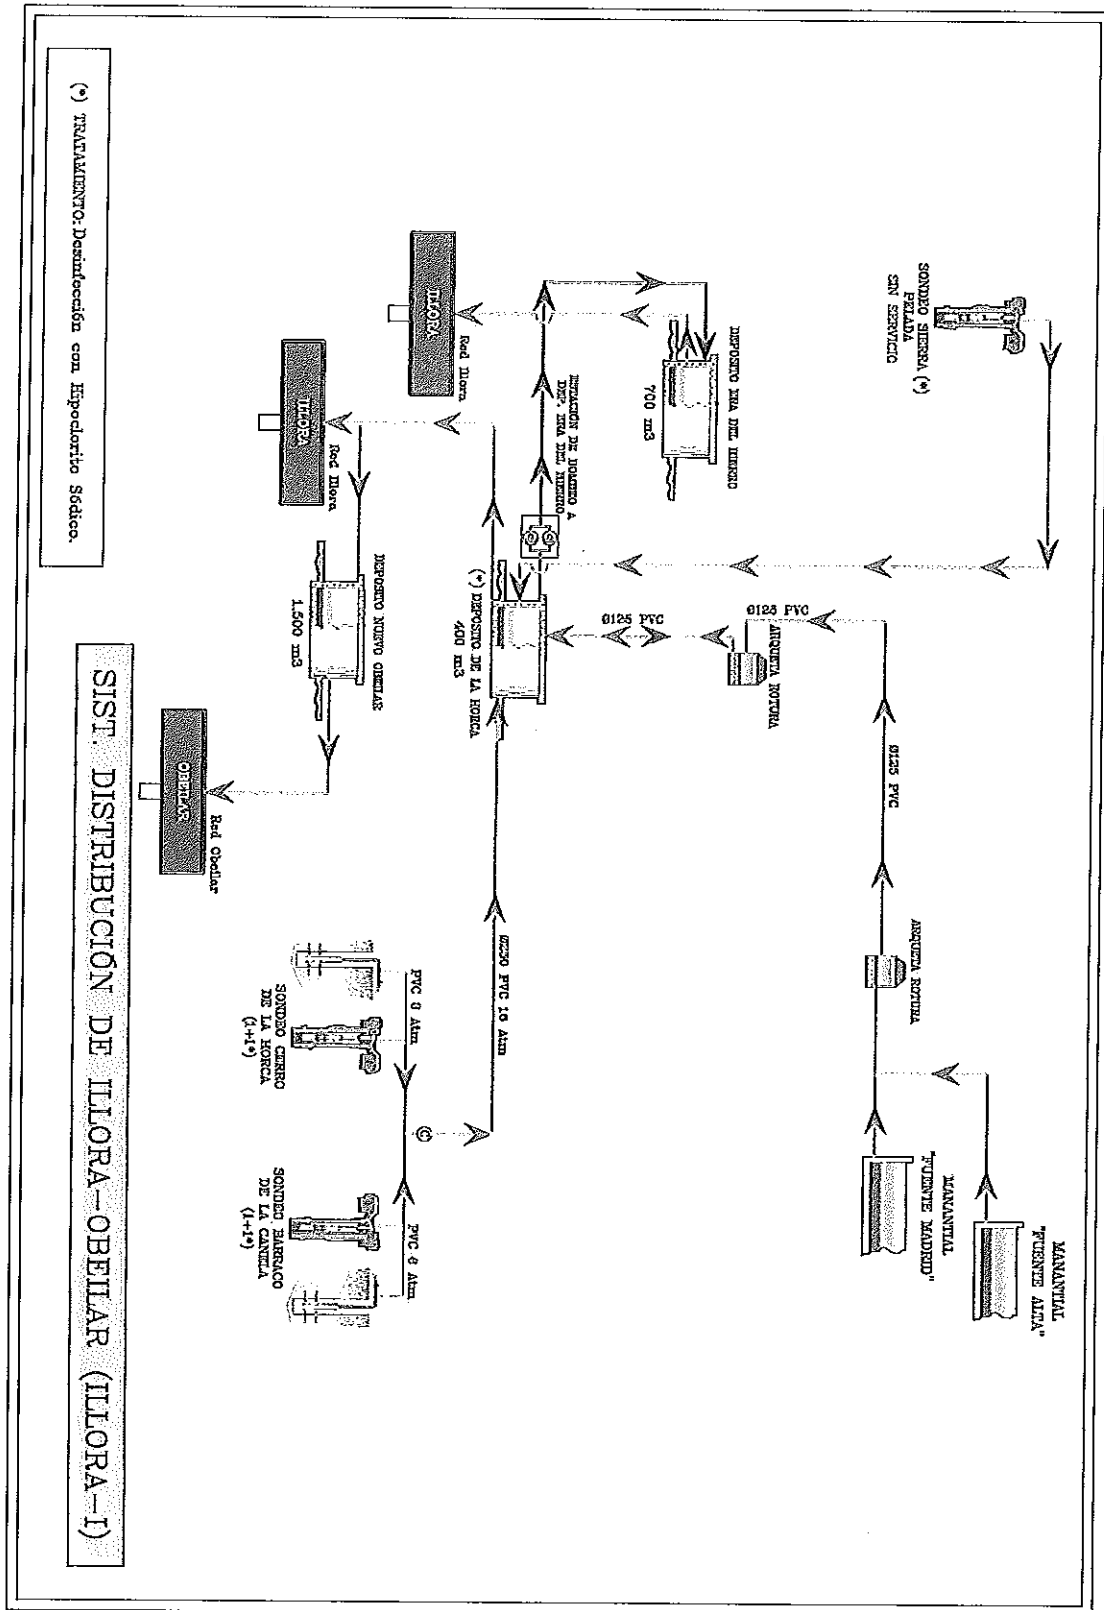 MANANTIAL
"FUENTE ALTA"
MANANTIAL
"FUENTE MADRID"
SONDEO SIERRA (*)
PELADA
SIN SERVICIO
ARQUETA ROTURA
Ø125 PVC
ARQUETA ROTURA
Ø125 PVC
Ø125 PVC
DEPOSITO ERA DEL HIERRO
700 m3
ESTACIÓN DE BOMBEO A
DEP. ERA DEL HIERRO
(*) DEPOSITO DE LA HORCA
400 m3
Ø250 PVC 16 Atm
Red Illora
ILLORA
Red Illora
ILLORA
DEPOSITO NUEVO OBEILAR
1.500 m3
Red Obeilar
OBEILAR
PVC 6 Atm
SONDEO CERRO
DE LA HORCA
(1+1*)
C
PVC 6 Atm
SONDEO BARRACO
DE LA CANELA
(1+1*)
(*) TRATAMIENTO: Desinfección con Hipoclorito Sódico.
SIST. DISTRIBUCIÓN DE ILLORA-OBEILAR (ILLORA-I)